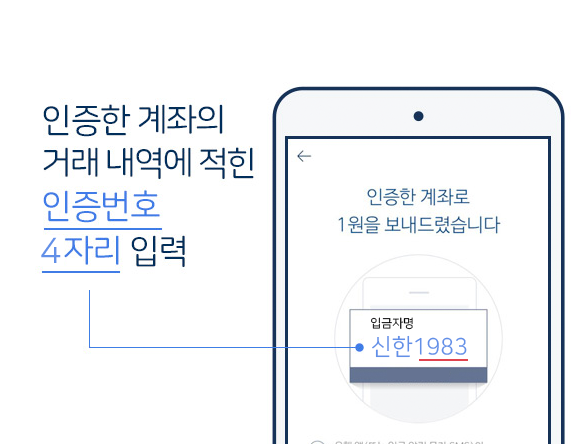 인증한 계좌의
거래 내역에 적힌
인증번호
4자리 입력
인증한 계좌로
1원을 보내드렸습니다
입금자명
신한1983